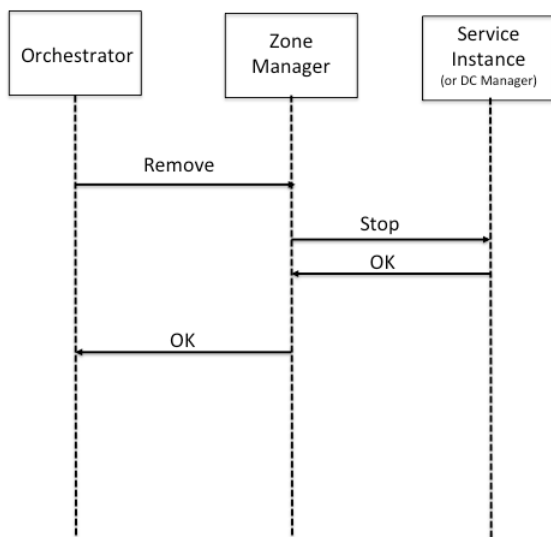 Orchestrator
Zone
Manager
Service
Instance
(or DC Manager)
Remove
Stop
OK
OK